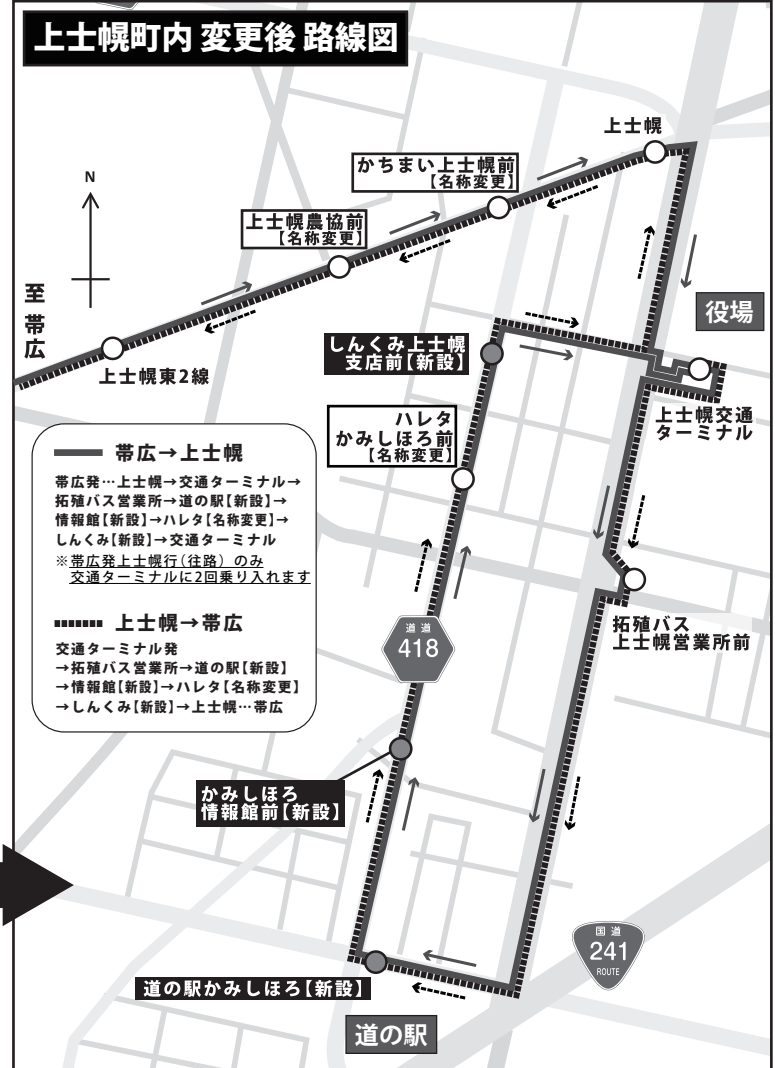 上士幌町内 変更後 路線図
上士幌
かちまい上士幌前
【名称変更】
上士幌農協前
【名称変更】
N
至帯広
上士幌東2線
役場
しんくみ上士幌
支店前【新設】
上士幌交通
ターミナル
ハレタ
かみしほろ前
【名称変更】
帯広→上士幌
帯広発…上士幌→交通ターミナル→
拓殖バス営業所→道の駅【新設】→
情報館【新設】→ハレタ【名称変更】→
しんくみ【新設】→交通ターミナル
※帯広発上士幌行(往路)のみ
交通ターミナルに2回乗り入れます
上士幌→帯広
交通ターミナル発
→拓殖バス営業所→道の駅【新設】
→情報館【新設】→ハレタ【名称変更】
→しんくみ【新設】→上士幌…帯広
拓殖バス
上士幌営業所前
道道
418
かみしほろ
情報館前【新設】
国道
241
ROUTE
道の駅かみしほろ【新設】
道の駅